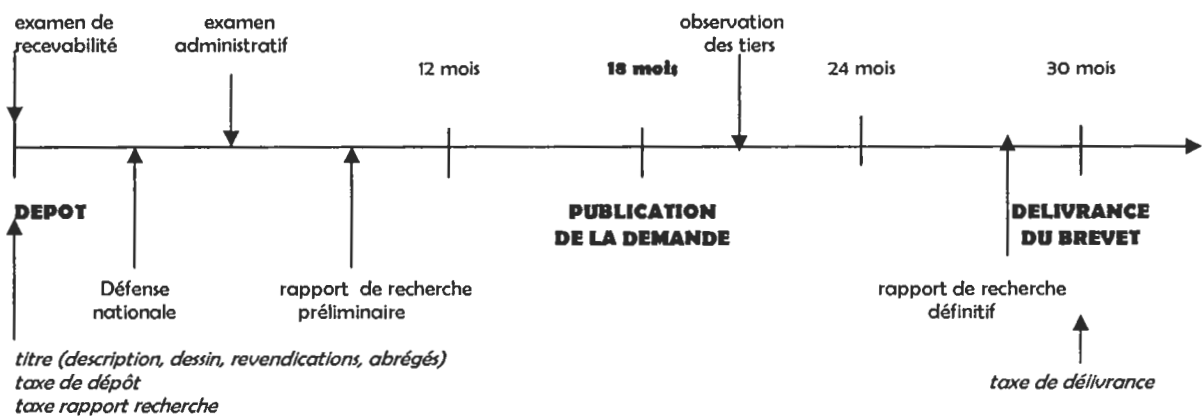 examen de
recevabilité
examen
administratif
observation
des tiers
12 mois
18 mois
24 mois
30 mois
DEPOT
PUBLICATION
DE LA DEMANDE
DELIVRANCE
DU BREVET
Défense
nationale
rapport de recherche
préliminaire
rapport de recherche
définitif
titre (description, dessin, revendications, abrégés)
taxe de dépôt
taxe rapport recherche
taxe de délivrance